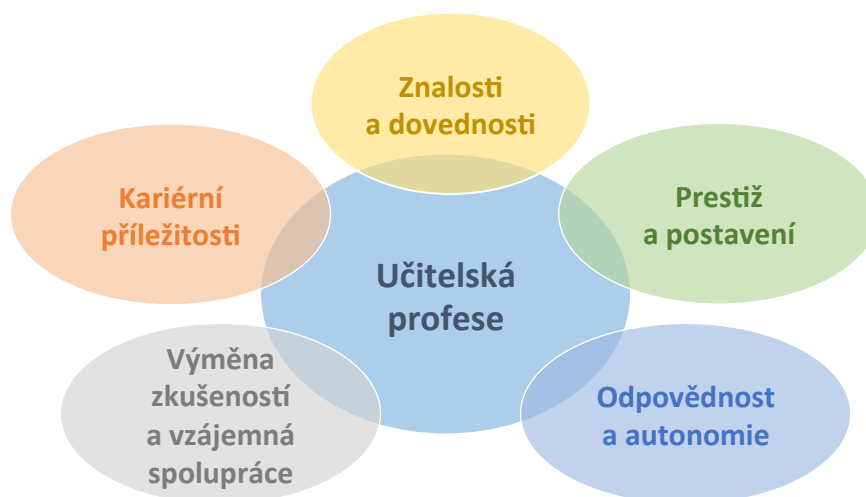 Znalosti
a dovednosti
Kariérní
příležitosti
Prestiž
a postavení
Učitelská
profese
Výměna
zkušeností
a vzájemná
spolupráce
Odpovědnost
a autonomie